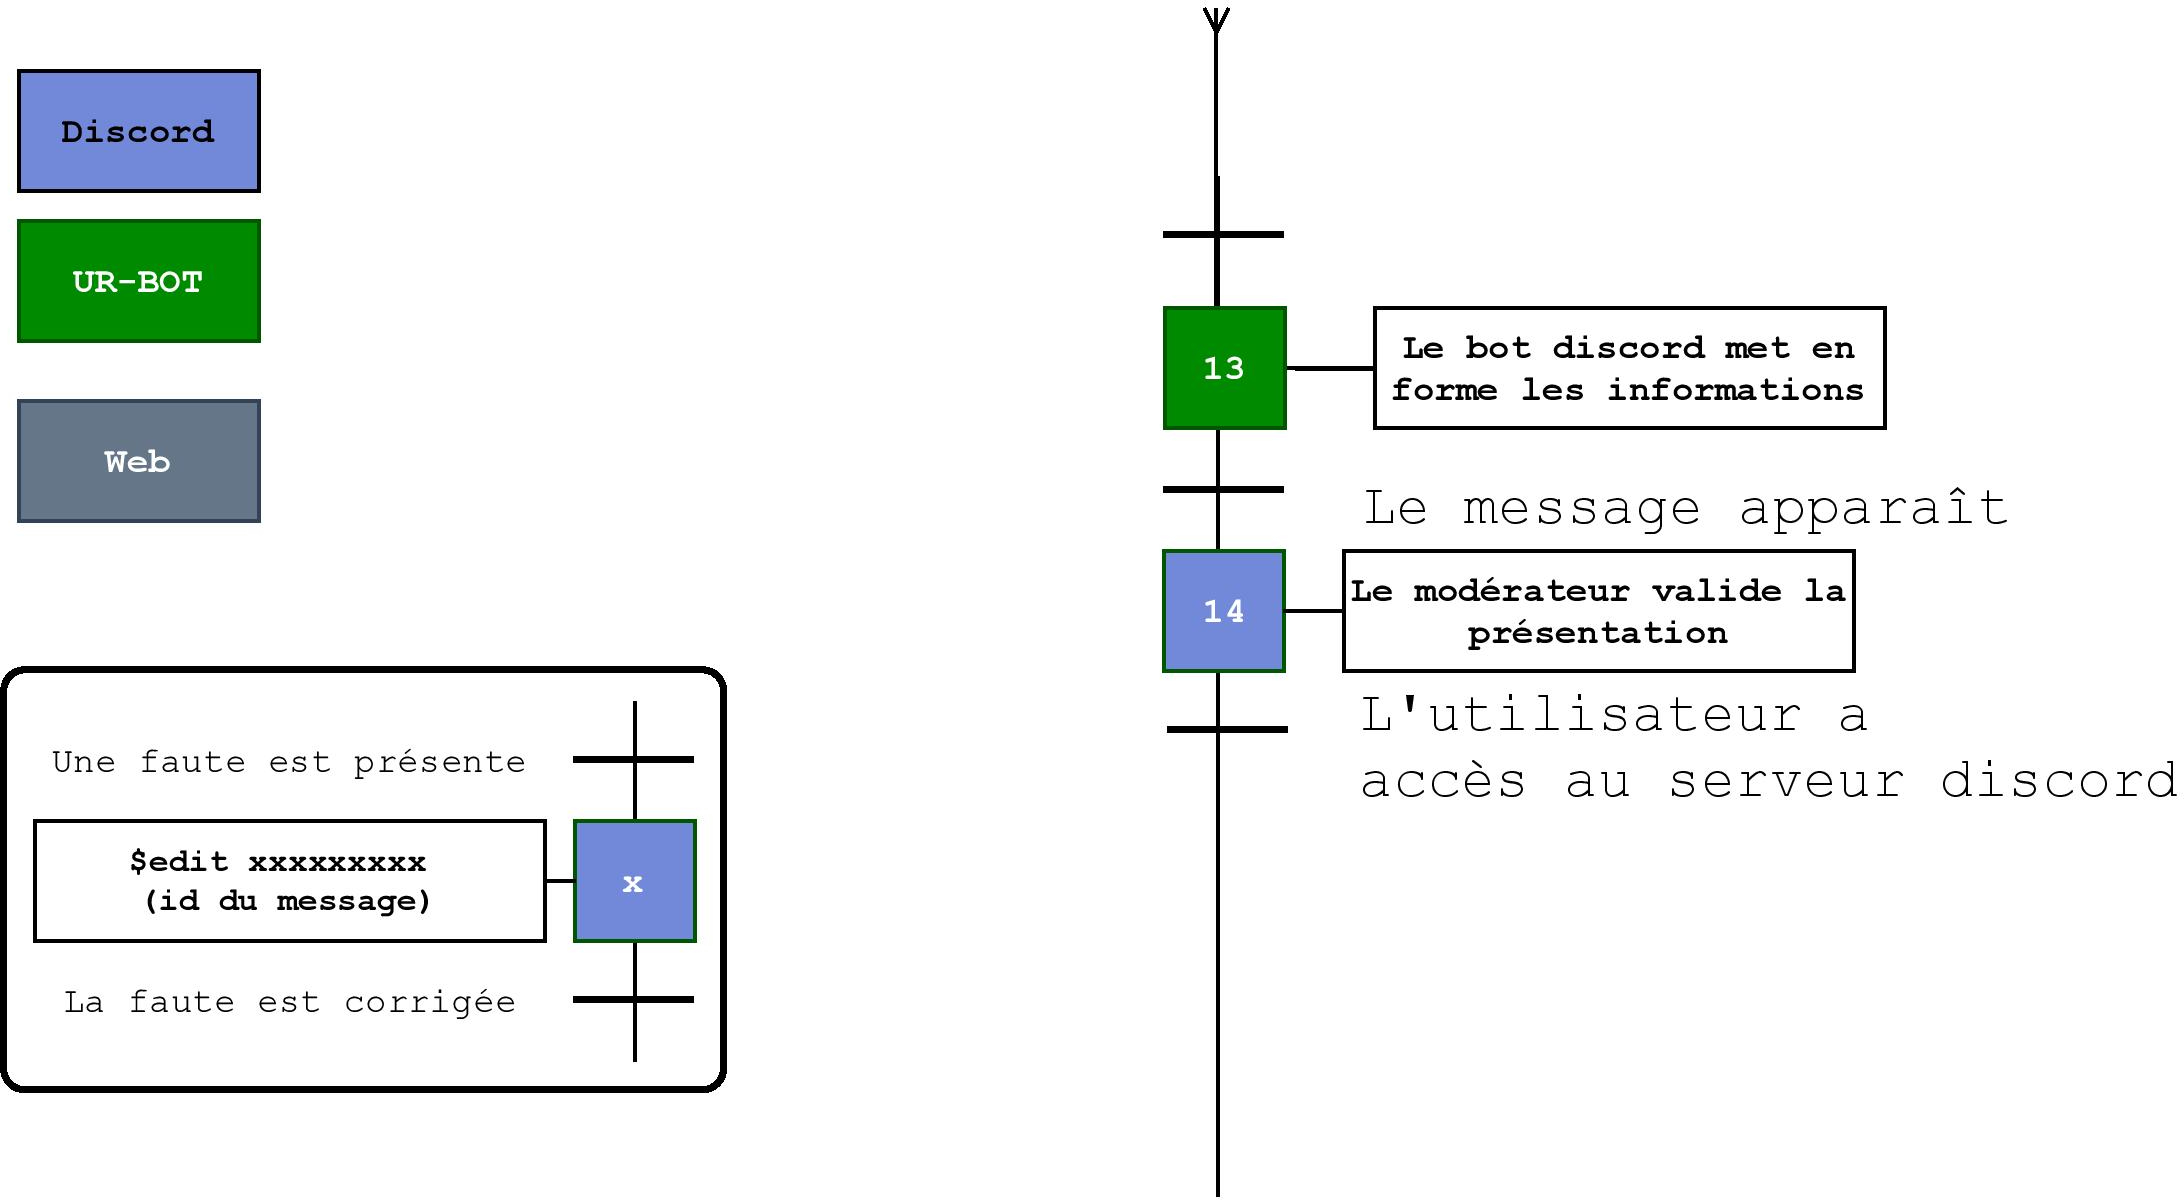 Discord
UR-BOT
Web
13
Le bot discord met en
forme les informations
Le message apparaît
14
Le modérateur valide la
présentation
L'utilisateur a
accès au serveur discord
Une faute est présente
$edit xxxxxxxxx
(id du message)
x
La faute est corrigée